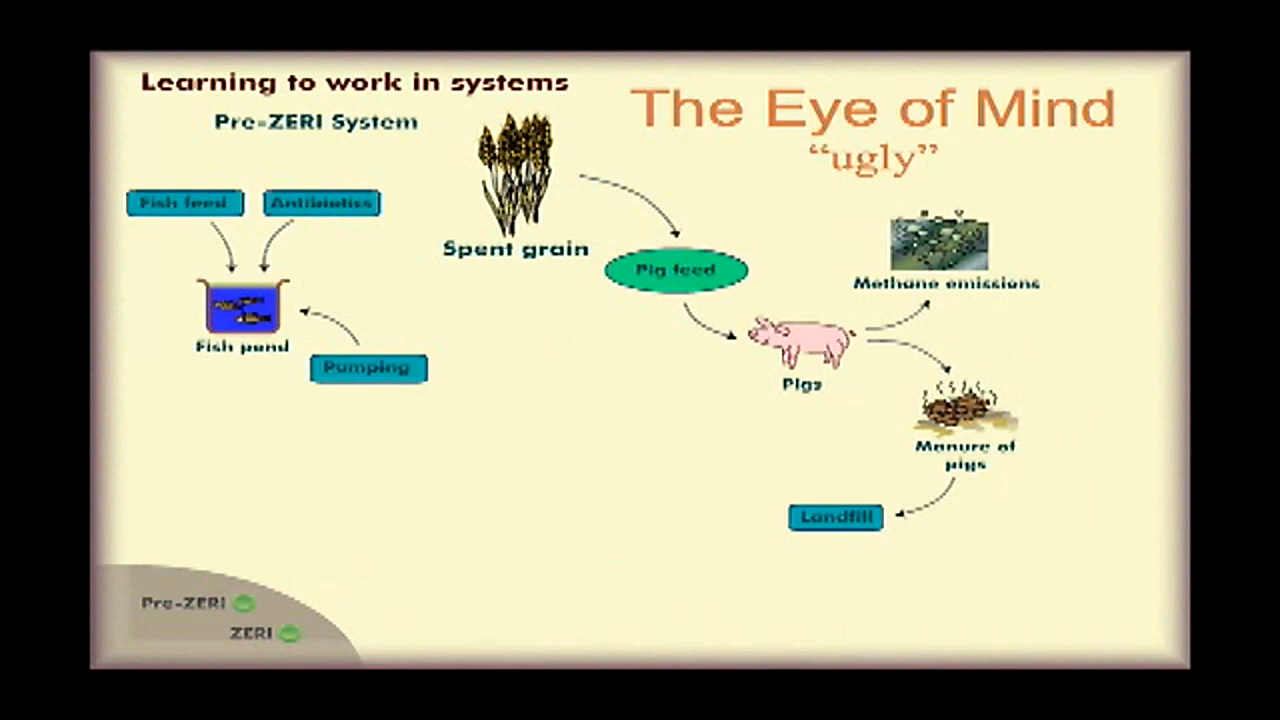 Learning to work in systems
Pre-ZERI System
The Eye of Mind
“ugly”
Fish feed
Antibiotics
Spent grain
Pig feed
Methane emissions
Fish pond
Pumping
Pigs
Manure of
pigs
Landfill
Pre-ZERI
ZERI